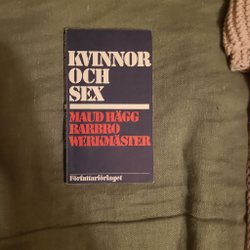 KVINNOR
OCH
SEX
MAUD HÄGG
BARBRO
WERKMÄSTER
Författarförlaget